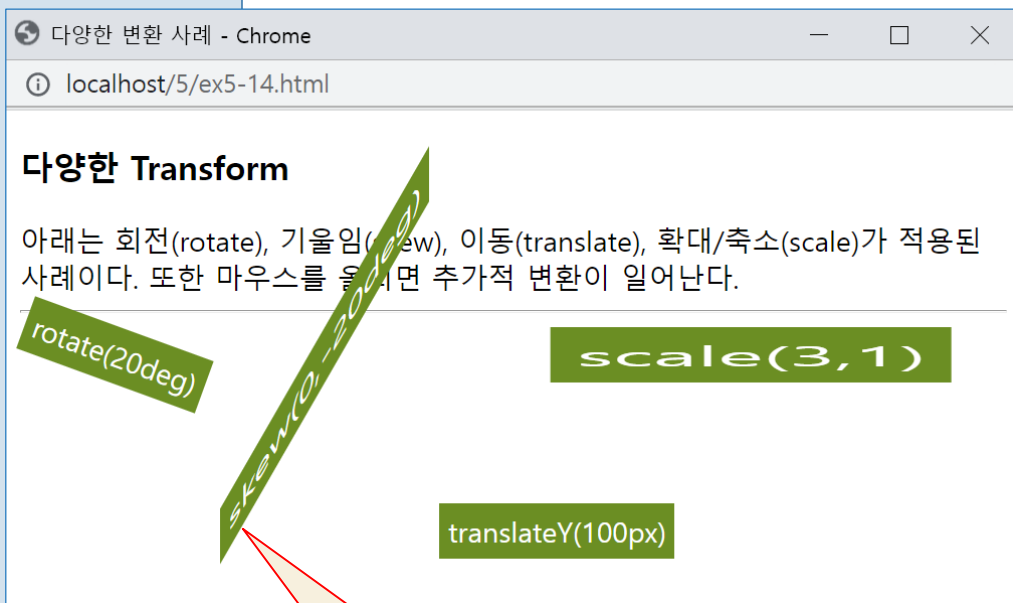 다양한 변환 사례 - Chrome
localhost/5/ex5-14.html
다양한 Transform
아래는 회전(rotate), 기울임(skew), 이동(translate), 확대/축소(scale)가 적용된
사례이다. 또한 마우스를 올리면 추가적 변환이 일어난다.
rotate(20deg)
skew(0,-20deg)
scale(3,1)
translateY(100px)